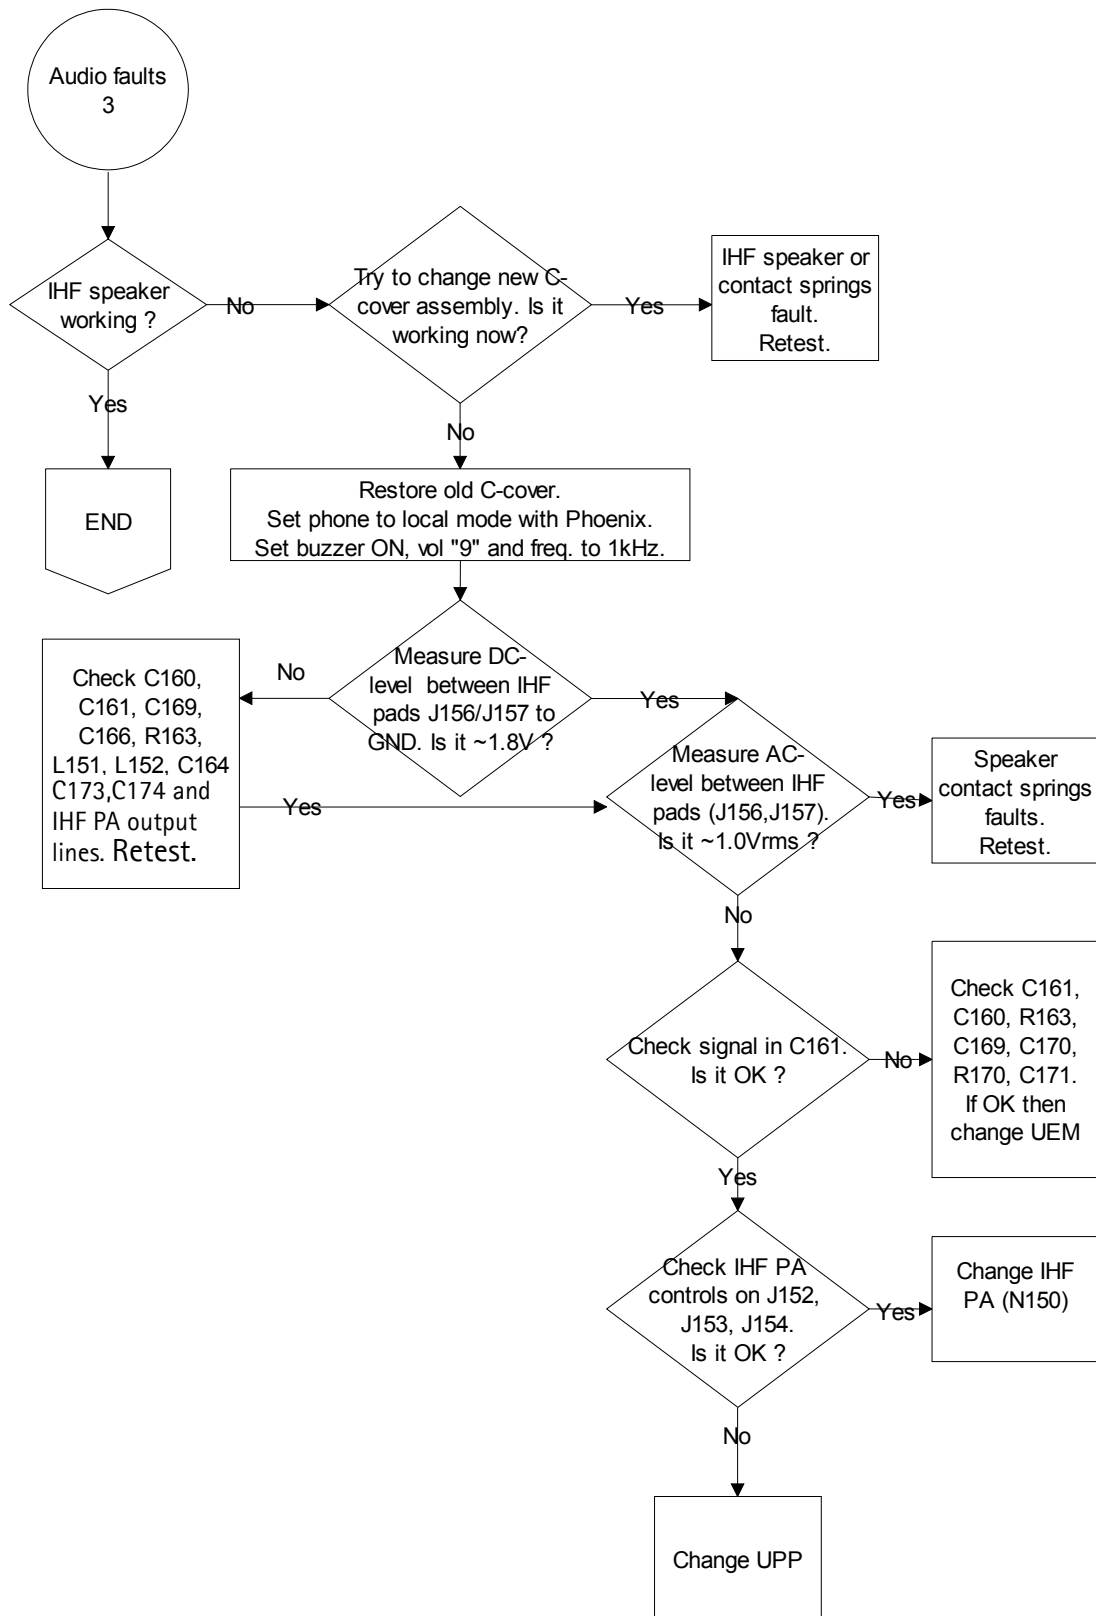 Audio faults
3
IHF speaker
working ?
No
Try to change new C-
cover assembly. Is it
working now?
Yes
IHF speaker or
contact springs
fault.
Retest.
Yes
No
END
Restore old C-cover.
Set phone to local mode with Phoenix.
Set buzzer ON, vol "9" and freq. to 1kHz.
Measure DC-
level between IHF
pads J156/J157 to
GND. Is it ~1.8V ?
No
Yes
Check C160,
C161, C169,
C166, R163,
L151, L152, C164
C173,C174 and
IHF PA output
lines. Retest.
Yes
Measure AC-
level between IHF
pads (J156,J157).
Is it ~1.0Vrms ?
Yes
Speaker
contact springs
faults.
Retest.
No
Check signal in C161.
Is it OK ?
No
Check C161,
C160, R163,
C169, C170,
R170, C171.
If OK then
change UEM
Yes
Check IHF PA
controls on J152,
J153, J154.
Is it OK ?
Yes
Change IHF
PA (N150)
No
Change UPP